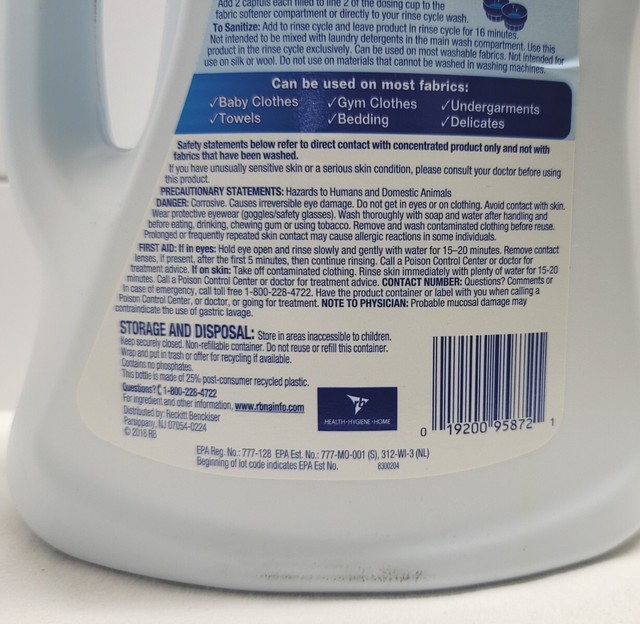 Add 2 capfuls each filled to line 2 of the dosing cup to the
fabric softener compartment or directly to your rinse cycle wash.
To Sanitize: Add to rinse cycle and leave product in rinse cycle for 16 minutes.
Not intended to be mixed with laundry detergents in the main wash compartment. Use this
product in the rinse cycle exclusively. Can be used on most washable fabrics. Not intended for
use on silk or wool. Do not use on materials that cannot be washed in washing machines.
Can be used on most fabrics:
✓Baby Clothes ✓Gym Clothes ✓Undergarments
✓Towels ✓Bedding ✓Delicates
Safety statements below refer to direct contact with concentrated product only and not with
fabrics that have been washed.
If you have unusually sensitive skin or a serious skin condition, please consult your doctor before using
this product.
PRECAUTIONARY STATEMENTS: Hazards to Humans and Domestic Animals
DANGER: Corrosive. Causes irreversible eye damage. Do not get in eyes or on clothing. Avoid contact with skin.
Wear protective eyewear (goggles/safety glasses). Wash thoroughly with soap and water after handling and
before eating, drinking, chewing gum or using tobacco. Remove and wash contaminated clothing before reuse.
Prolonged or frequently repeated skin contact may cause allergic reactions in some individuals.
FIRST AID: If in eyes: Hold eye open and rinse slowly and gently with water for 15–20 minutes. Remove contact
lenses, if present, after the first 5 minutes, then continue rinsing. Call a Poison Control Center or doctor for
treatment advice. If on skin: Take off contaminated clothing. Rinse skin immediately with plenty of water for 15-20
minutes. Call a Poison Control Center or doctor for treatment advice. CONTACT NUMBER: Questions? Comments or
In case of emergency, call toll free 1-800-228-4722. Have the product container or label with you when calling a
Poison Control Center, or doctor, or going for treatment. NOTE TO PHYSICIAN: Probable mucosal damage may
contraindicate the use of gastric lavage.
STORAGE AND DISPOSAL: Store in areas inaccessible to children.
Keep securely closed. Non-refillable container. Do not reuse or refill this container.
Wrap and put in trash or offer for recycling if available.
Contains no phosphates.
This bottle is made of 25% post-consumer recycled plastic.
Questions? 1-800-228-4722
For ingredient and other information, www.rbnainfo.com
Distributed by: Reckitt Benckiser
Parsippany, NJ 07054-0224
© 2018 RB
rb
HEALTH•HYGIENE•HOME
0 19200 95872 1
EPA Reg. No.: 777-128 EPA Est. No.: 777-MO-001 (S), 312-WI-3 (NL)
Beginning of lot code indicates EPA Est No. 8300204